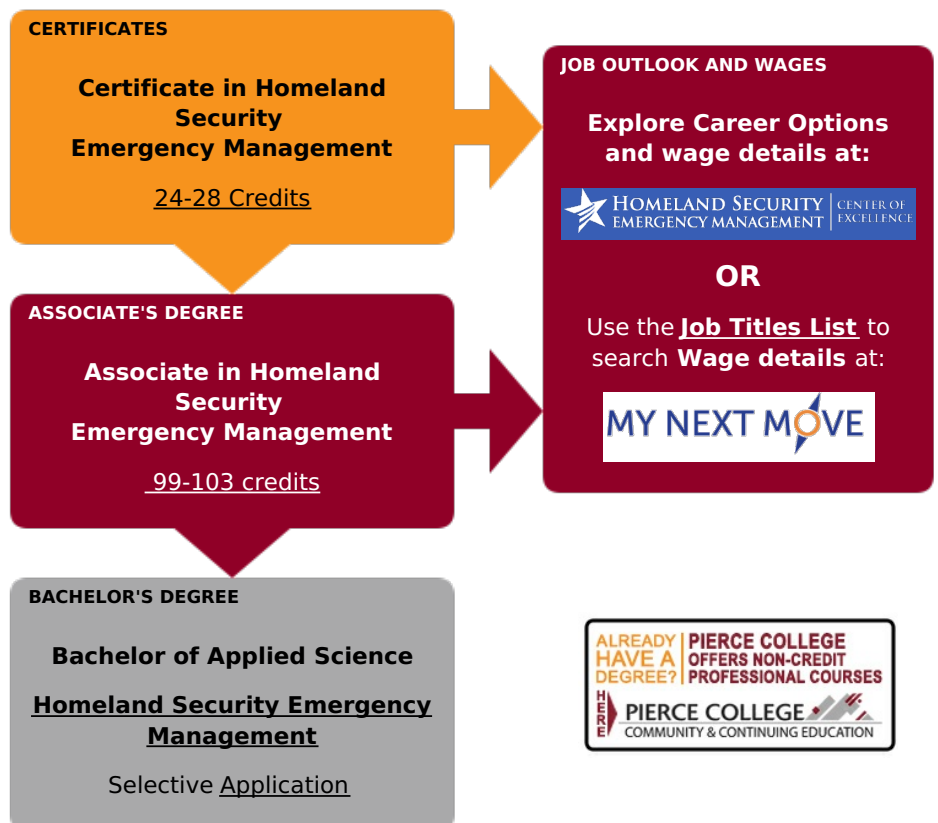 CERTIFICATES
Certificate in Homeland
Security
Emergency Management
24-28 Credits
ASSOCIATE'S DEGREE
Associate in Homeland
Security
Emergency Management
99-103 credits
BACHELOR'S DEGREE
Bachelor of Applied Science
Homeland Security Emergency
Management
Selective Application
JOB OUTLOOK AND WAGES
Explore Career Options
and wage details at:
HOMELAND SECURITY
EMERGENCY MANAGEMENT
CENTER OF
EXCELLENCE
OR
Use the Job Titles List to
search Wage details at:
MY NEXT MOVE
ALREADY
HAVE A
DEGREE?
PIERCE COLLEGE
OFFERS NON-CREDIT
PROFESSIONAL COURSES
HERE
PIERCE COLLEGE
COMMUNITY & CONTINUING EDUCATION